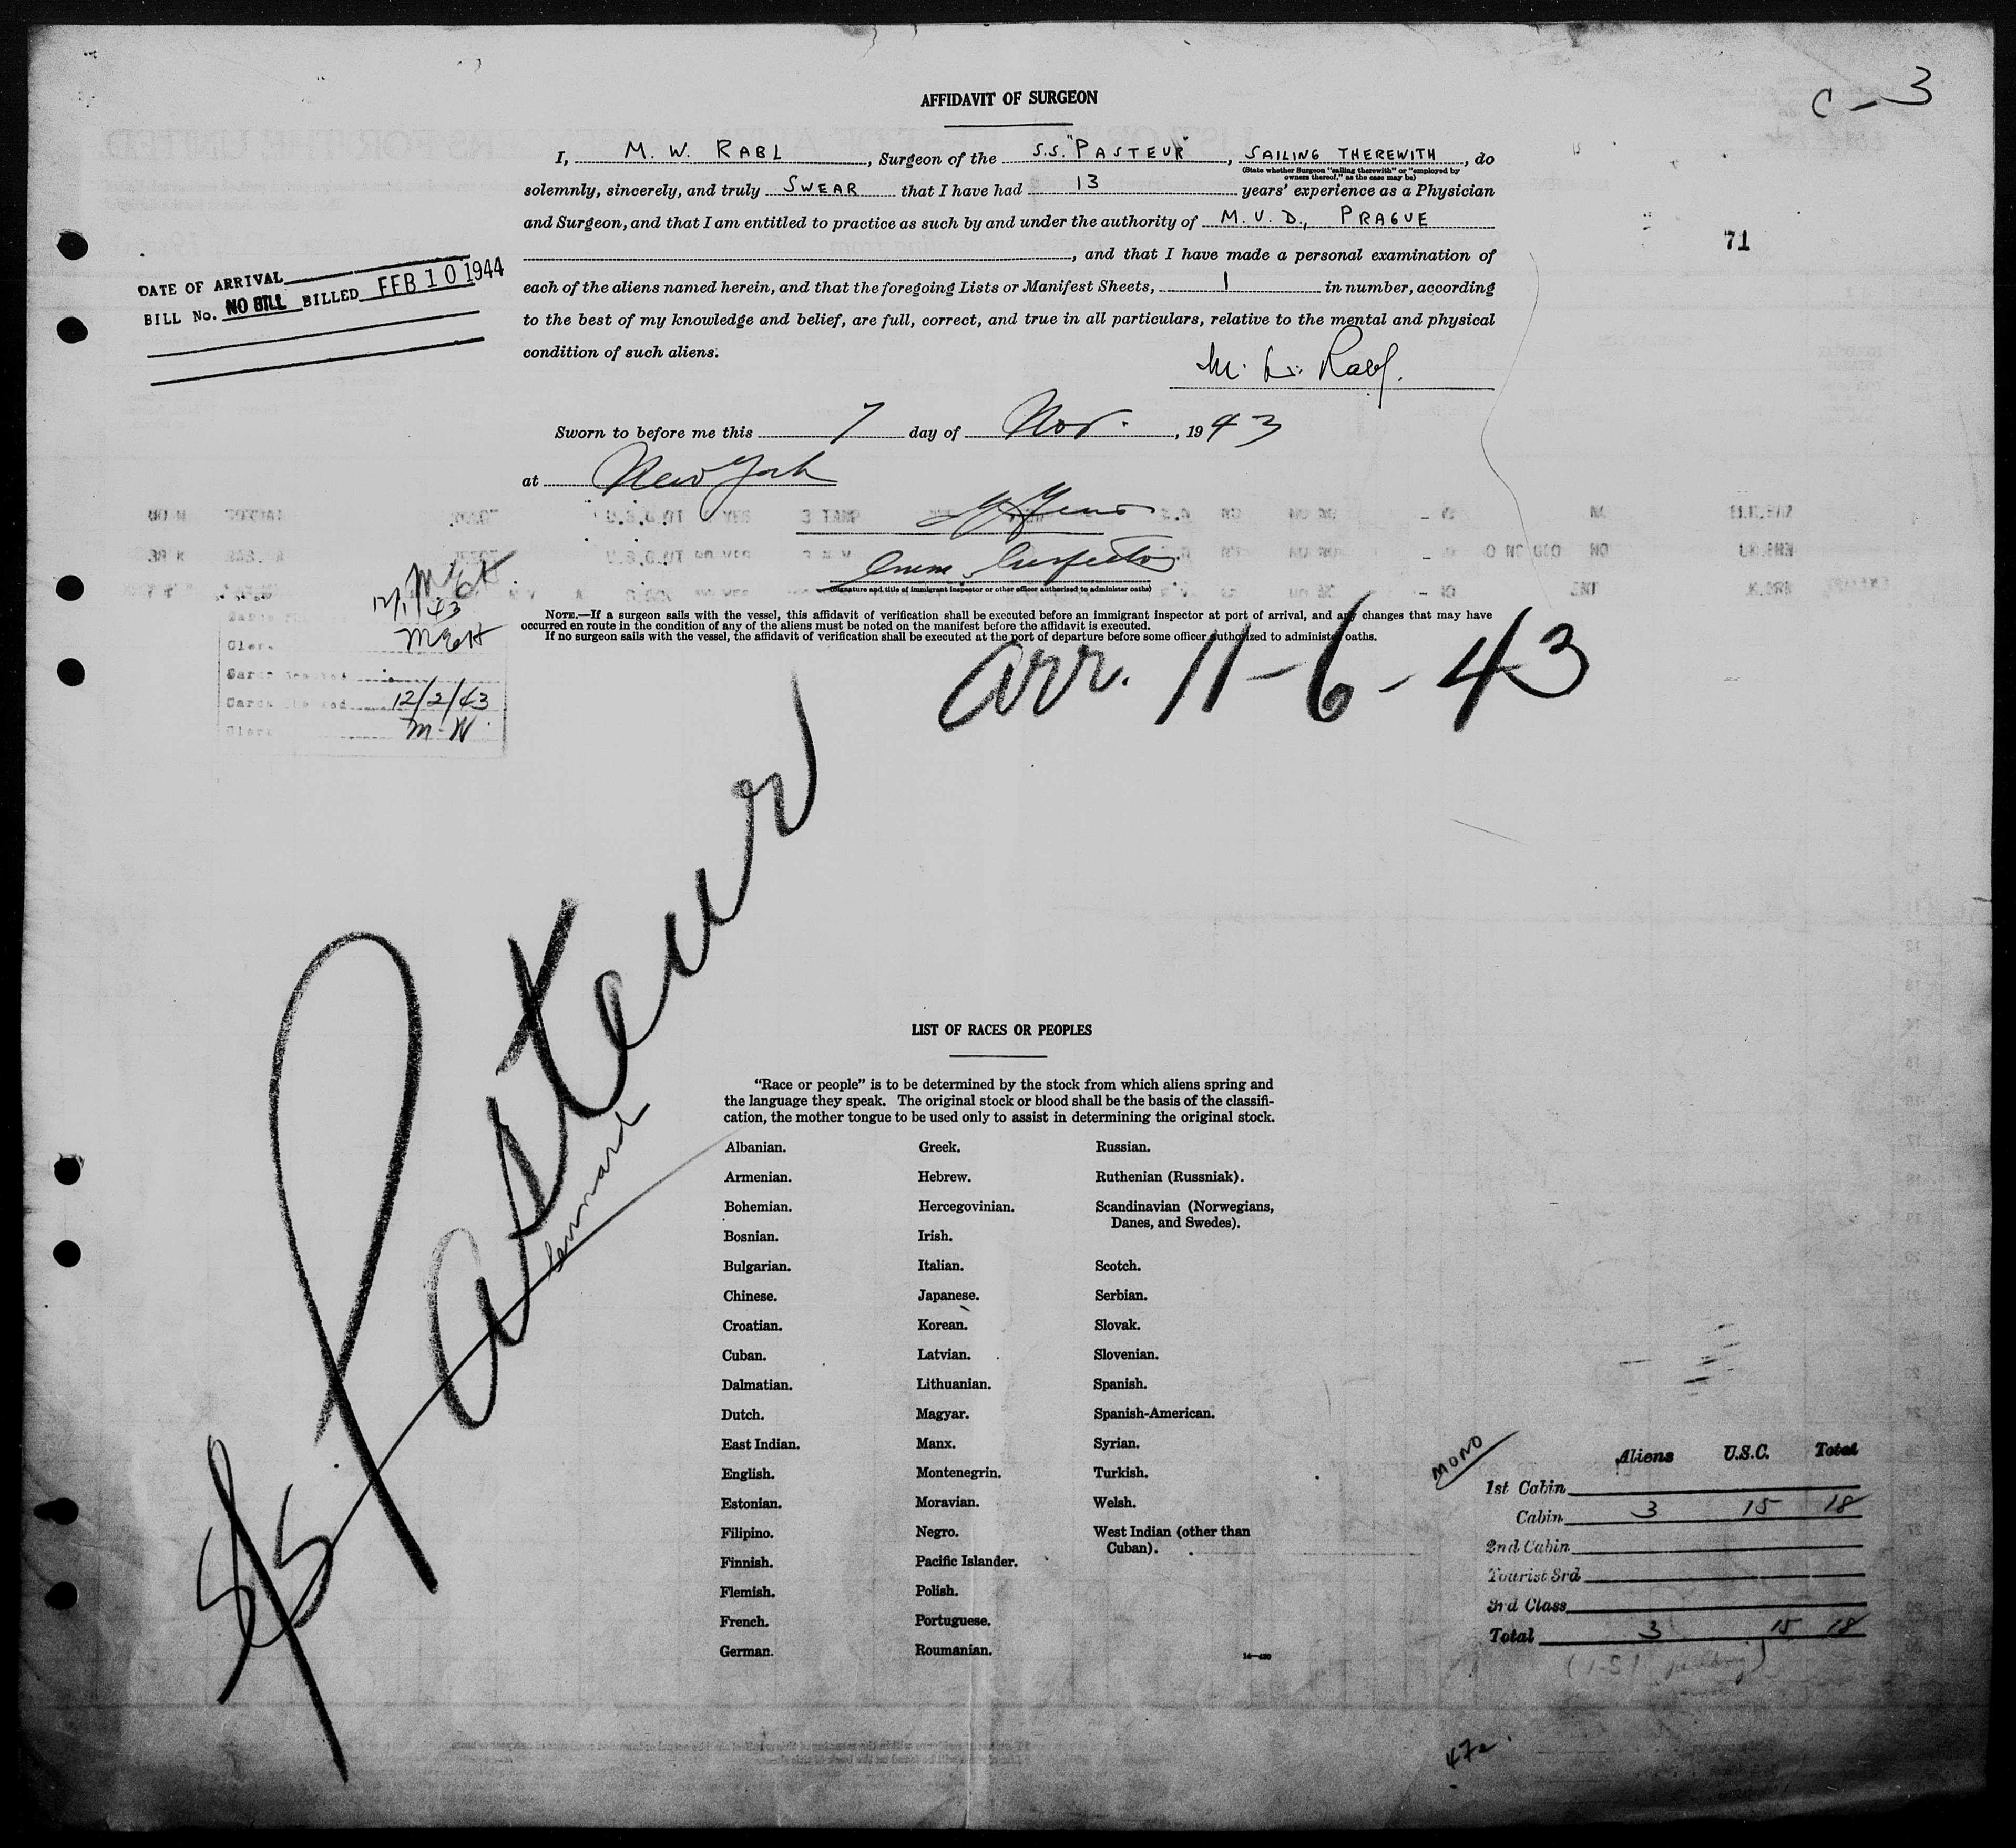 C-3
AFFIDAVIT OF SURGEON
I, M. W. RABL, Surgeon of the S.S. "PASTEUR", SAILING THEREWITH, do
(State whether Surgeon "sailing therewith" or "employed by
owners thereof," as the case may be)
solemnly, sincerely, and truly SWEAR that I have had 13 years' experience as a Physician
and Surgeon, and that I am entitled to practice as such by and under the authority of M.U.D., PRAGUE
, and that I have made a personal examination of
each of the aliens named herein, and that the foregoing Lists or Manifest Sheets, 1 in number, according
to the best of my knowledge and belief, are full, correct, and true in all particulars, relative to the mental and physical
condition of such aliens.
71
DATE OF ARRIVAL
BILL No. NO BILL BILLED FEB 10 1944
M. W. Rabl.
Sworn to before me this 7 day of Nov., 1943
at New York
Imm. Inspector
(Signature and title of immigrant inspector or other officer authorized to administer oaths)
12/1/43
Clerk
12/2/43
M-W
Clerk
NOTE.—If a surgeon sails with the vessel, this affidavit of verification shall be executed before an immigrant inspector at port of arrival, and any changes that may have
occurred en route in the condition of any of the aliens must be noted on the manifest before the affidavit is executed.
If no surgeon sails with the vessel, the affidavit of verification shall be executed at the port of departure before some officer authorized to administer oaths.
arr. 11-6-43
SS. Pasteur
LIST OF RACES OR PEOPLES
"Race or people" is to be determined by the stock from which aliens spring and
the language they speak. The original stock or blood shall be the basis of the classifi-
cation, the mother tongue to be used only to assist in determining the original stock.
Albanian.
Armenian.
Bohemian.
Bosnian.
Bulgarian.
Chinese.
Croatian.
Cuban.
Dalmatian.
Dutch.
East Indian.
English.
Estonian.
Filipino.
Finnish.
Flemish.
French.
German.
Greek.
Hebrew.
Hercegovinian.
Irish.
Italian.
Japanese.
Korean.
Latvian.
Lithuanian.
Magyar.
Manx.
Montenegrin.
Moravian.
Negro.
Pacific Islander.
Polish.
Portuguese.
Roumanian.
Russian.
Ruthenian (Russniak).
Scandinavian (Norwegians,
Danes, and Swedes).
Scotch.
Serbian.
Slovak.
Slovenian.
Spanish.
Spanish-American.
Syrian.
Turkish.
Welsh.
West Indian (other than
Cuban).
MONO
Aliens U.S.C. Total
1st Cabin
Cabin 3 15 18
2nd Cabin
Tourist 3rd
3rd Class
Total 3 15 18